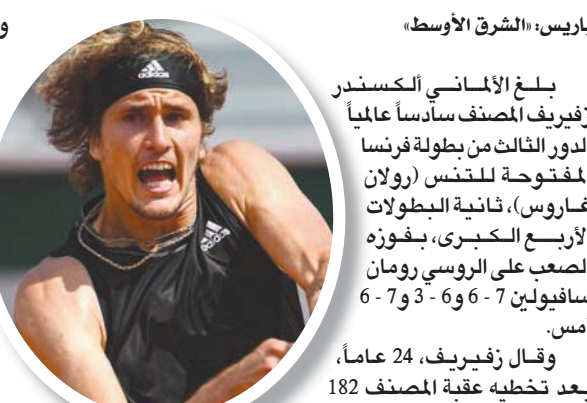 باريس: «الشرق الأوسط»
بلغ الألماني ألكسندر
زفيريف المصنف سادساً عالمياً
الدور الثالث من بطولة فرنسا
المفتوحة للتنس (رولان
غاروس)، ثانية البطولات
الأربع الكبرى، بفوزه
الصعب على الروسي رومان
سافيولين 7 - 6 و6 - 3 و7 - 6
أمس.
وقال زفيريف، 24 عاماً،
بعد تخطيه عقبة المصنف 182
adidas
adidas